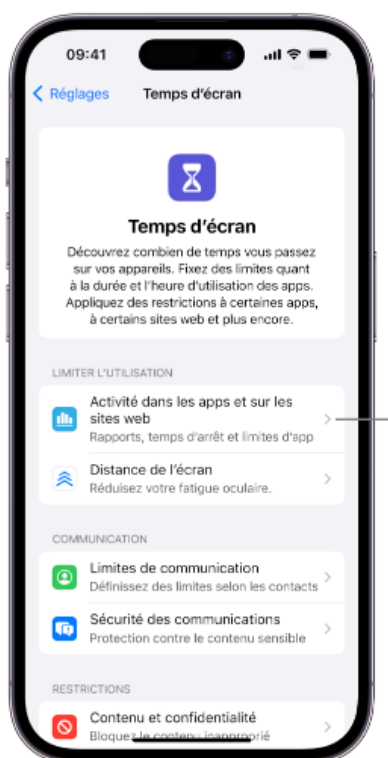 09:41
Réglages
Temps d'écran
Temps d'écran
Découvrez combien de temps vous passez
sur vos appareils. Fixez des limites quant
à la durée et l'heure d'utilisation des apps.
Appliquez des restrictions à certaines apps,
à certains sites web et plus encore.
LIMITER L'UTILISATION
Activité dans les apps et sur les
sites web
Rapports, temps d'arrêt et limites d'app
Distance de l'écran
Réduisez votre fatigue oculaire.
COMMUNICATION
Limites de communication
Définissez des limites selon les contacts
Sécurité des communications
Protection contre le contenu sensible
RESTRICTIONS
Contenu et confidentialité
Bloquez le contenu inapproprié